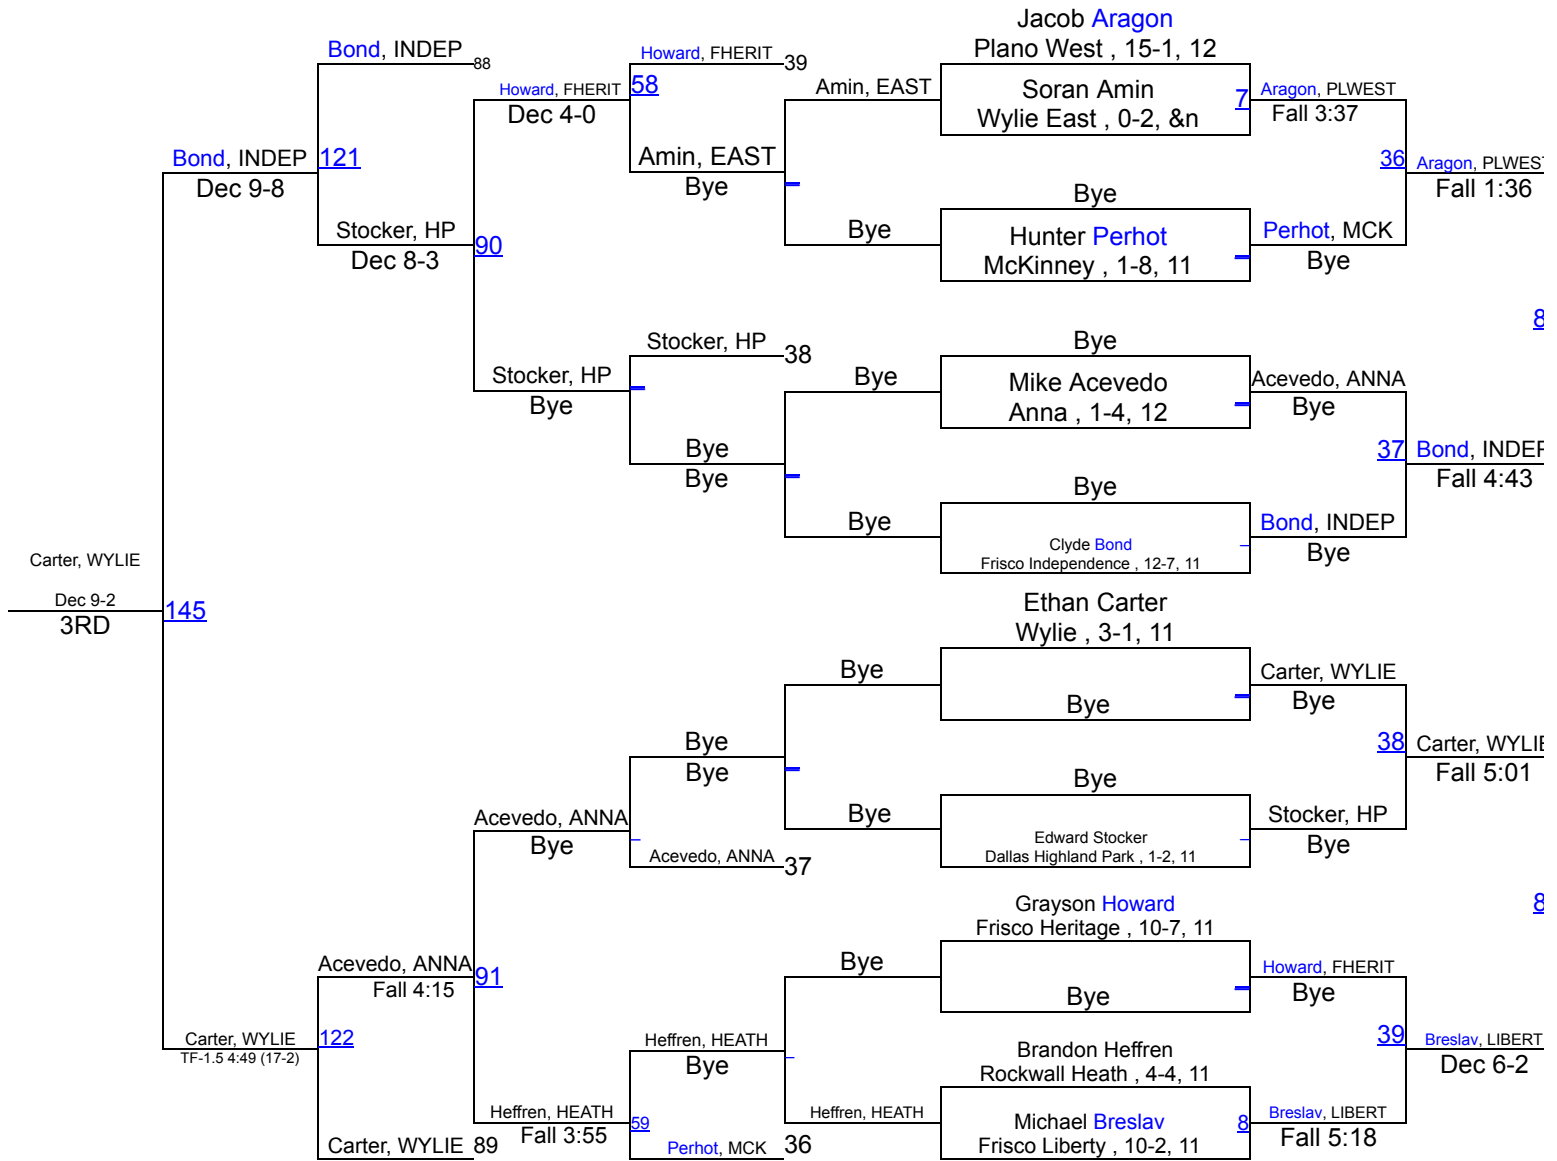 Jacob Aragon
Plano West , 15-1, 12
Bond, INDEP
88
Howard, FHERIT
39
58
Howard, FHERIT
Dec 4-0
Amin, EAST
Soran Amin
Wylie East , 0-2, &n
7
Aragon, PLWEST
Fall 3:37
Bond, INDEP
Dec 9-8
121
Amin, EAST
Bye
36
Aragon, PLWEST
Fall 1:36
Bye
Stocker, HP
Dec 8-3
90
Bye
Hunter Perhot
McKinney , 1-8, 11
Perhot, MCK
Bye
8
Stocker, HP
38
Bye
Stocker, HP
Bye
Bye
Mike Acevedo
Anna , 1-4, 12
Acevedo, ANNA
Bye
Bye
Bye
37
Bond, INDEP
Fall 4:43
Bye
Bye
Clyde Bond
Frisco Independence , 12-7, 11
Bond, INDEP
Bye
Carter, WYLIE
Dec 9-2
3RD
145
Ethan Carter
Wylie , 3-1, 11
Bye
Bye
Carter, WYLIE
Bye
Bye
Bye
38
Carter, WYLIE
Fall 5:01
Bye
Acevedo, ANNA
Bye
Bye
Edward Stocker
Dallas Highland Park , 1-2, 11
Stocker, HP
Bye
Acevedo, ANNA
37
Grayson Howard
Frisco Heritage , 10-7, 11
8
Acevedo, ANNA
Fall 4:15
91
Bye
Bye
Howard, FHERIT
Bye
Carter, WYLIE
TF-1.5 4:49 (17-2)
122
Heffren, HEATH
Bye
Brandon Heffren
Rockwall Heath , 4-4, 11
39
Breslav, LIBERT
Dec 6-2
Heffren, HEATH
Fall 3:55
59
Heffren, HEATH
Michael Breslav
Frisco Liberty , 10-2, 11
8
Breslav, LIBERT
Fall 5:18
Carter, WYLIE
89
Perhot, MCK
36